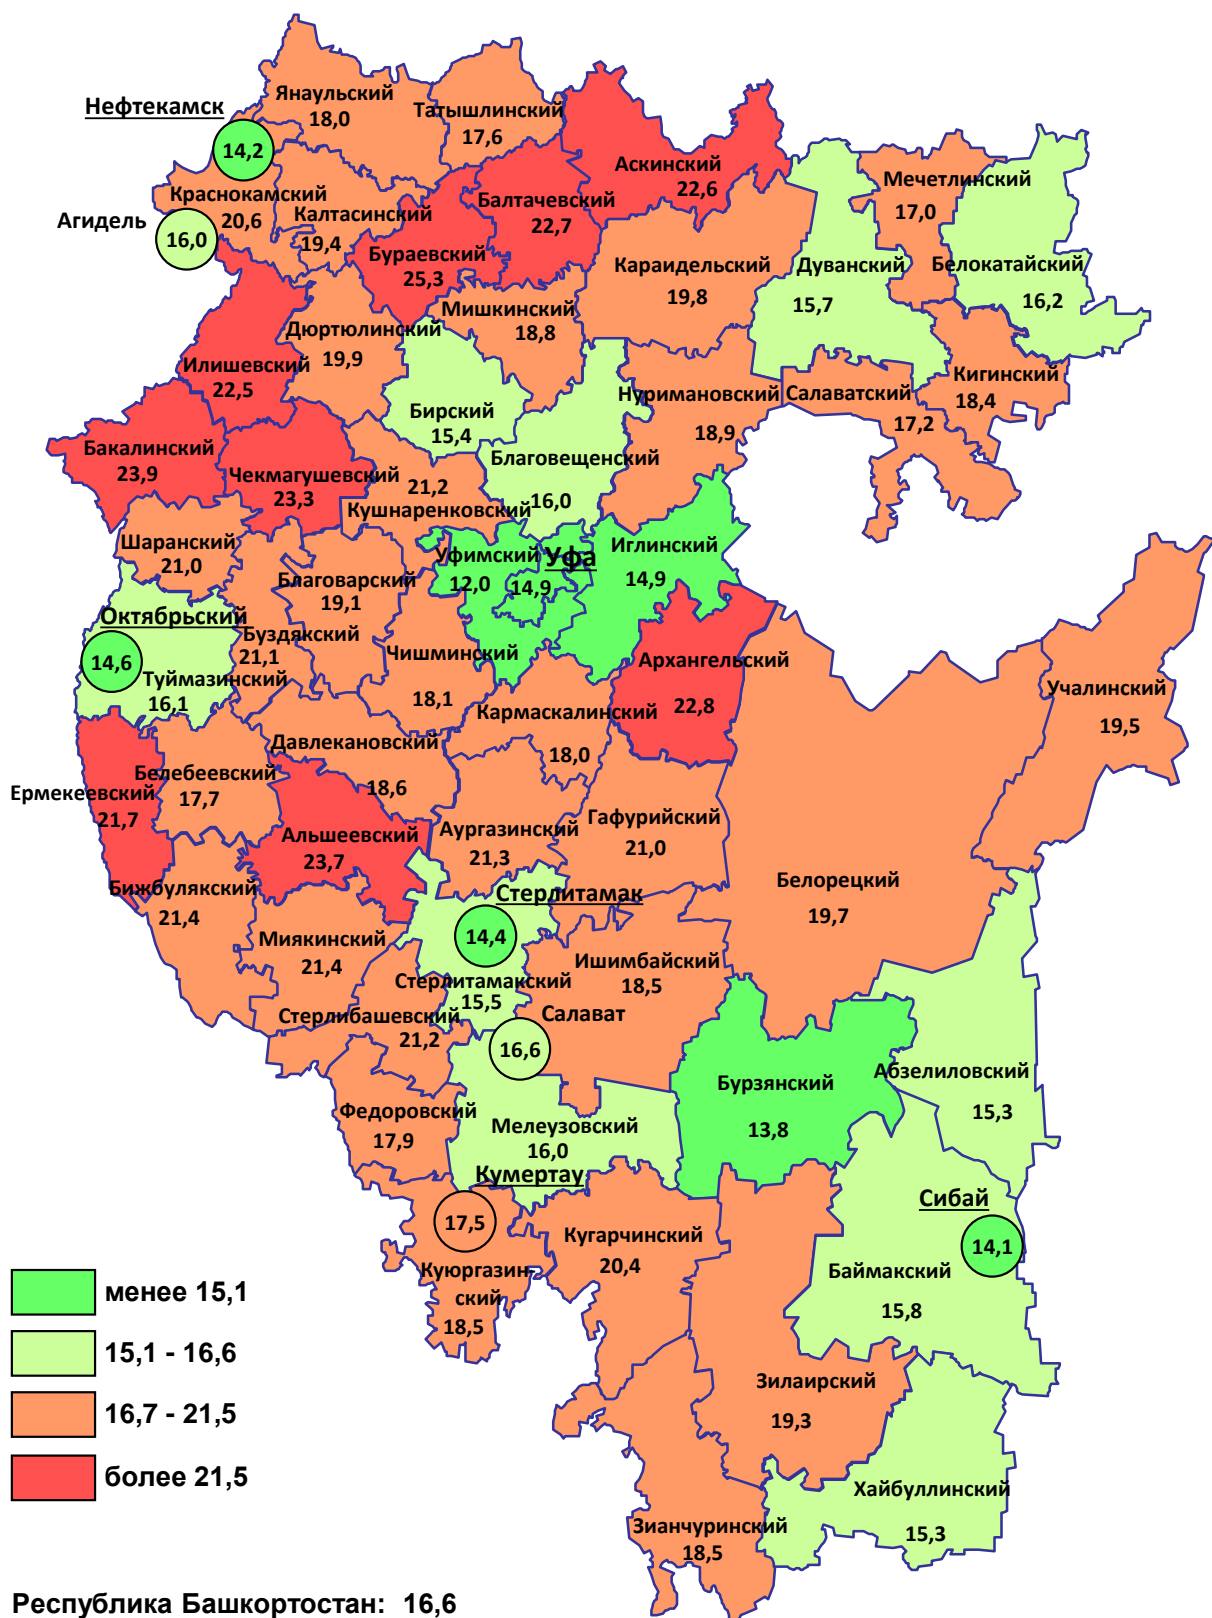 Янаульский
18,0
Татышлинский
17,6
Нефтекамск
14,2
Аскинский
22,6
Балтачевский
22,7
Мечетлинский
17,0
Краснокамский
20,6
Калтасинский
19,4
Агидель
16,0
Бураевский
25,3
Караидельский
19,8
Дуванский
15,7
Белокатайский
16,2
Мишкинский
18,8
Дюртюлинский
19,9
Илишевский
22,5
Бирский
15,4
Нуримановский
18,9
Салаватский
17,2
Кигинский
18,4
Бакалинский
23,9
Чекмагушевский
23,3
Благовещенский
16,0
21,2
Кушнаренковский
Шаранский
21,0
Уфимский
12,0
Уфа
14,9
Иглинский
14,9
Благоварский
19,1
Октябрьский
14,6
Буздякский
21,1
Чишминский
18,1
Туймазинский
16,1
Архангельский
22,8
Учалинский
19,5
Кармаскалинский
18,0
Давлекановский
18,6
Белебеевский
17,7
Ермекеевский
21,7
Альшеевский
23,7
Аургазинский
21,3
Гафурийский
21,0
Белорецкий
19,7
Бижбулякский
21,4
Стерлитамак
14,4
Миякинский
21,4
Ишимбайский
18,5
Стерлитамакский
15,5
Стерлибашевский
21,2
Салават
16,6
Бурзянский
13,8
Абзелиловский
15,3
Федоровский
17,9
Мелеузовский
16,0
Кумертау
17,5
Сибай
14,1
Кугарчинский
20,4
Куюргазин-
ский
18,5
Баймакский
15,8
Зилаирский
19,3
Хайбуллинский
15,3
Зианчуринский
18,5
менее 15,1
15,1 - 16,6
16,7 - 21,5
более 21,5
Республика Башкортостан: 16,6